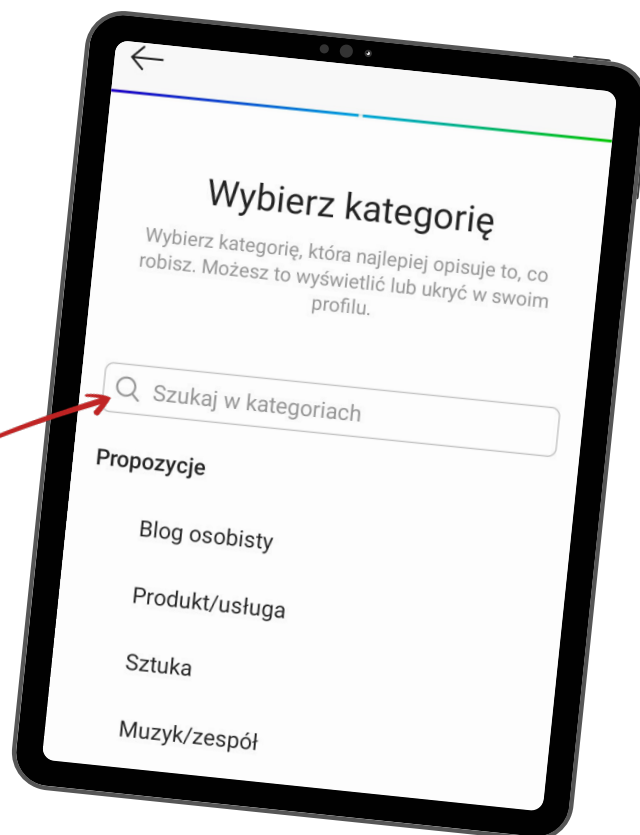 Wybierz kategorię
Wybierz kategorię, która najlepiej opisuje to, co
robisz. Możesz to wyświetlić lub ukryć w swoim
profilu.
Szukaj w kategoriach
Propozycje
Blog osobisty
Produkt/usługa
Sztuka
Muzyk/zespół